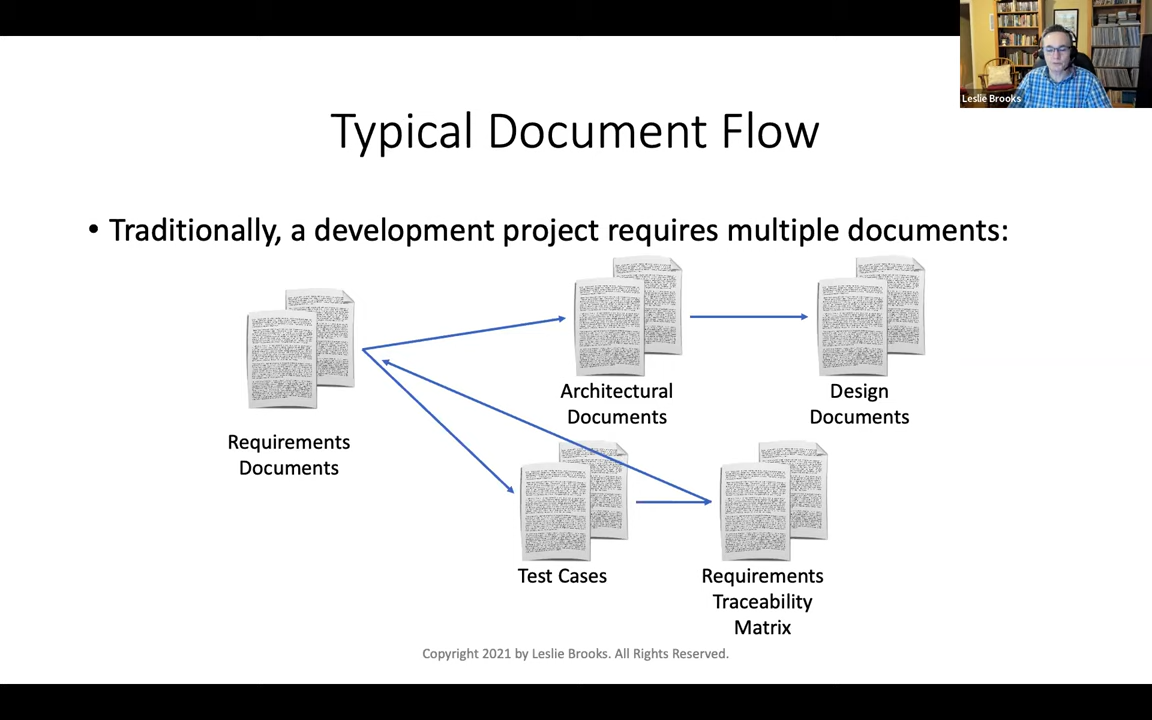 Leslie Brooks
Typical Document Flow
• Traditionally, a development project requires multiple documents:
Requirements
Documents
Architectural
Documents
Design
Documents
Test Cases
Requirements
Traceability
Matrix
Copyright 2021 by Leslie Brooks. All Rights Reserved.